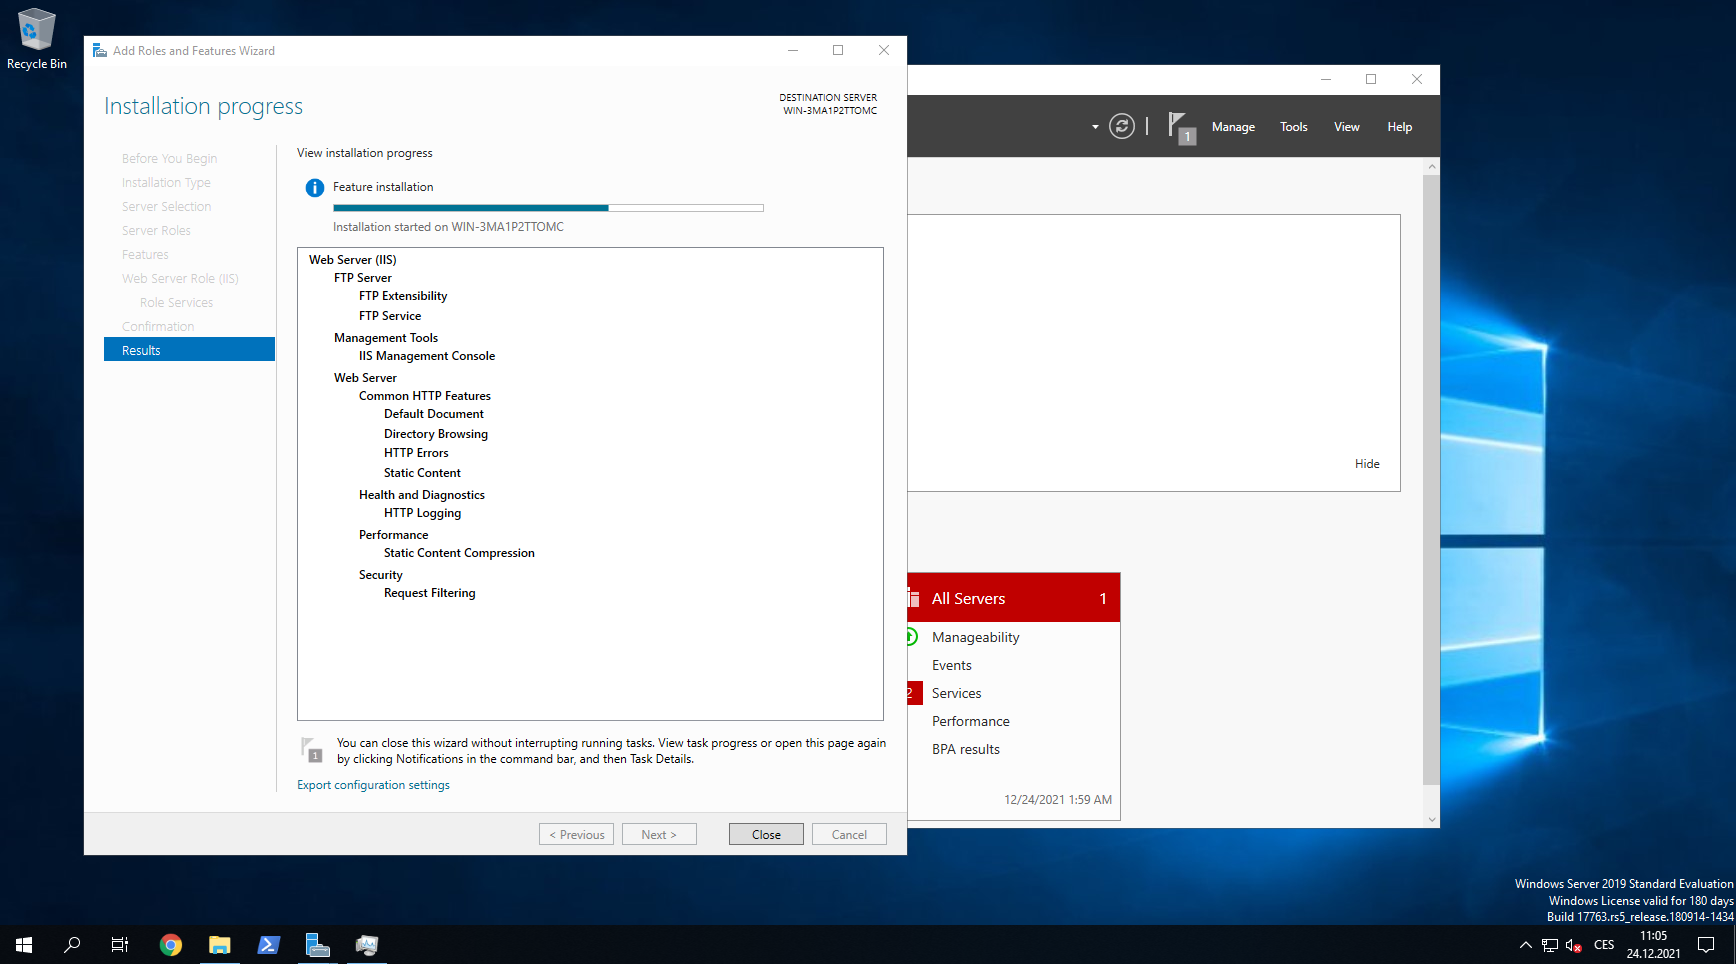 Recycle Bin
Add Roles and Features Wizard
Installation progress
DESTINATION SERVER
WIN-3MA1P2TTOMC
Before You Begin
Installation Type
Server Selection
Server Roles
Features
Web Server Role (IIS)
Role Services
Confirmation
Results
View installation progress
Feature installation
Installation started on WIN-3MA1P2TTOMC
Web Server (IIS)
FTP Server
FTP Extensibility
FTP Service
Management Tools
IIS Management Console
Web Server
Common HTTP Features
Default Document
Directory Browsing
HTTP Errors
Static Content
Health and Diagnostics
HTTP Logging
Performance
Static Content Compression
Security
Request Filtering
1
You can close this wizard without interrupting running tasks. View task progress or open this page again
by clicking Notifications in the command bar, and then Task Details.
Export configuration settings
< Previous
Next >
Close
Cancel
1
Manage
Tools
View
Help
Hide
All Servers 1
Manageability
Events
2 Services
Performance
BPA results
12/24/2021 1:59 AM
Windows Server 2019 Standard Evaluation
Windows License valid for 180 days
Build 17763.rs5_release.180914-1434
CES
11:05
24.12.2021